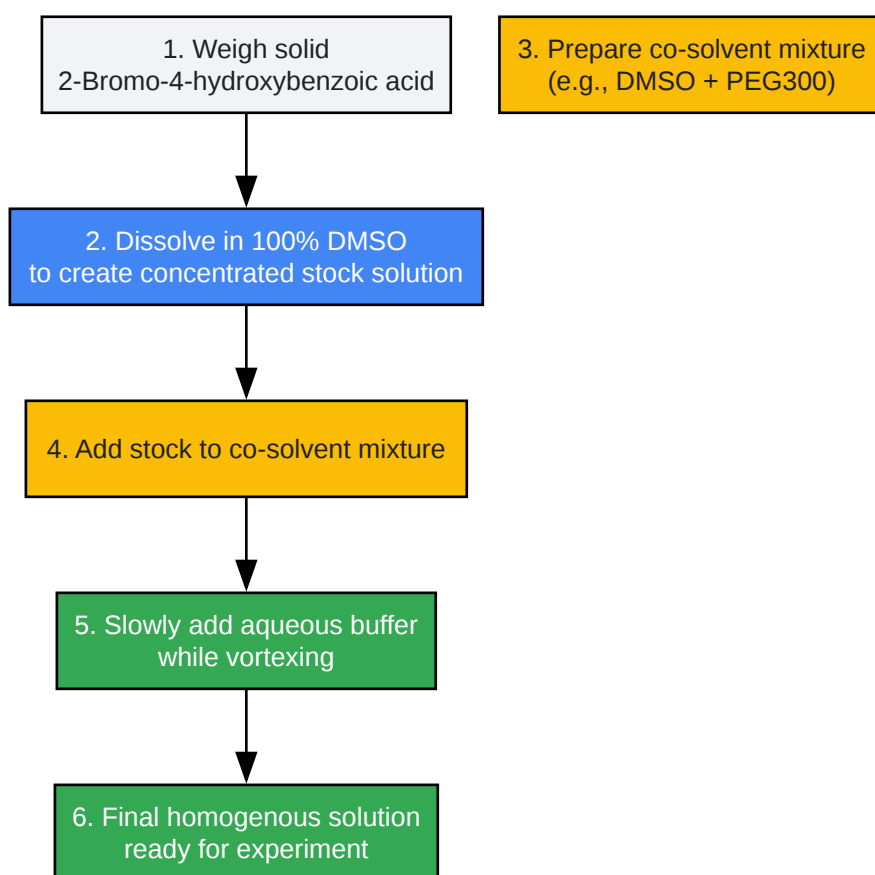 1. Weigh solid
2-Bromo-4-hydroxybenzoic acid
3. Prepare co-solvent mixture
(e.g., DMSO + PEG300)
2. Dissolve in 100% DMSO
to create concentrated stock solution
4. Add stock to co-solvent mixture
5. Slowly add aqueous buffer
while vortexing
6. Final homogenous solution
ready for experiment